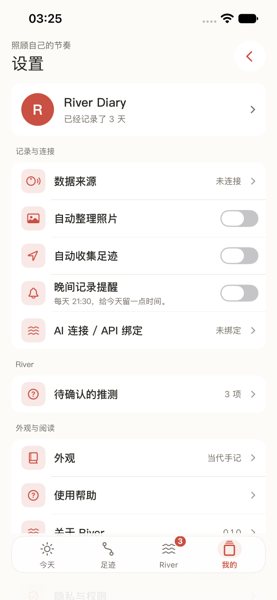 03:25
照顾自己的节奏
设置
R
River Diary
已经记录了 3 天
记录与连接
数据来源
未连接
自动整理照片
自动收集足迹
晚间记录提醒
每天 21:30，给今天留一点时间。
AI 连接 / API 绑定
未绑定
River
待确认的推测
3 项
外观与阅读
外观
当代手记
使用帮助
关于 River
0.1.0
3
今天
足迹
River
我的
隐私与权限